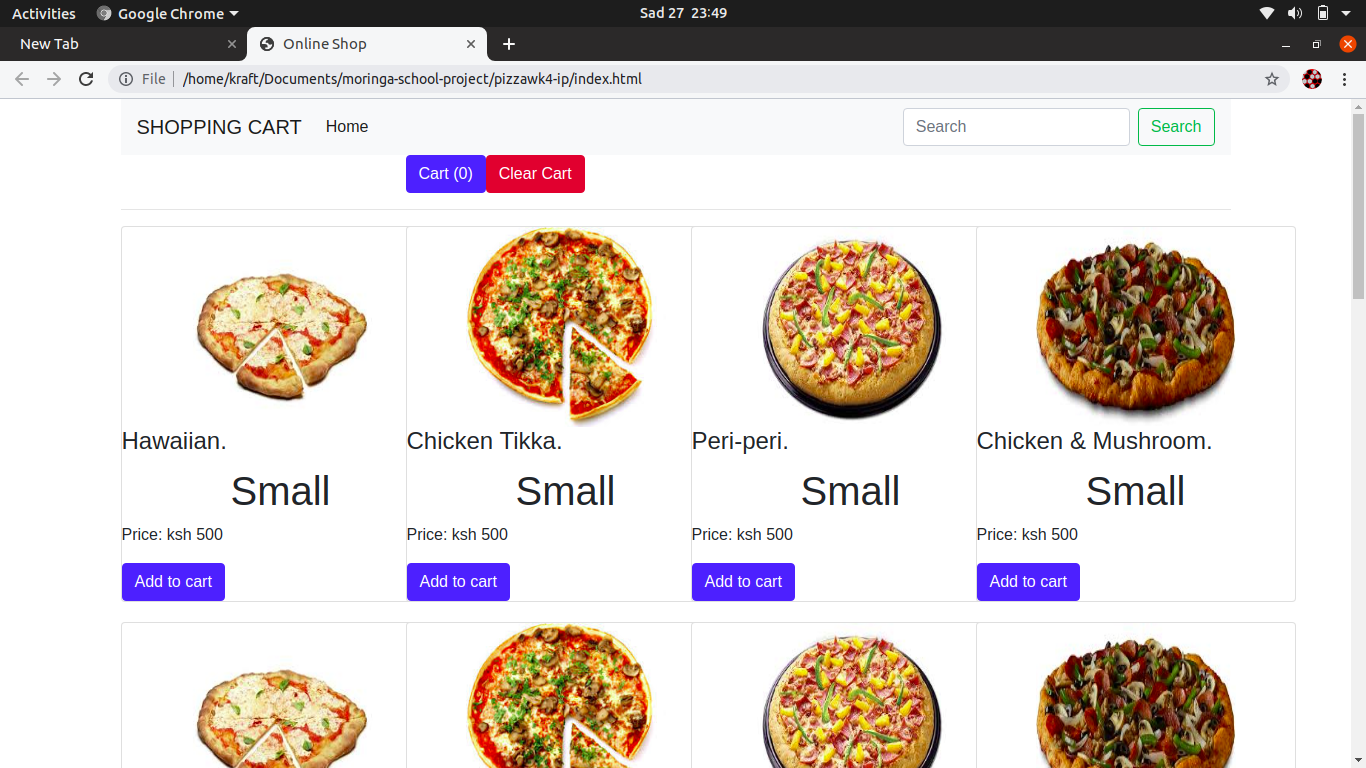 Activities Google Chrome Sad 27 23:49
New Tab Online Shop
File /home/kraft/Documents/moringa-school-project/pizzawk4-ip/index.html
SHOPPING CART Home Search Search
Cart (0) Clear Cart
Hawaiian. Chicken Tikka. Peri-peri. Chicken & Mushroom.
Small Small Small Small
Price: ksh 500 Price: ksh 500 Price: ksh 500 Price: ksh 500
Add to cart Add to cart Add to cart Add to cart